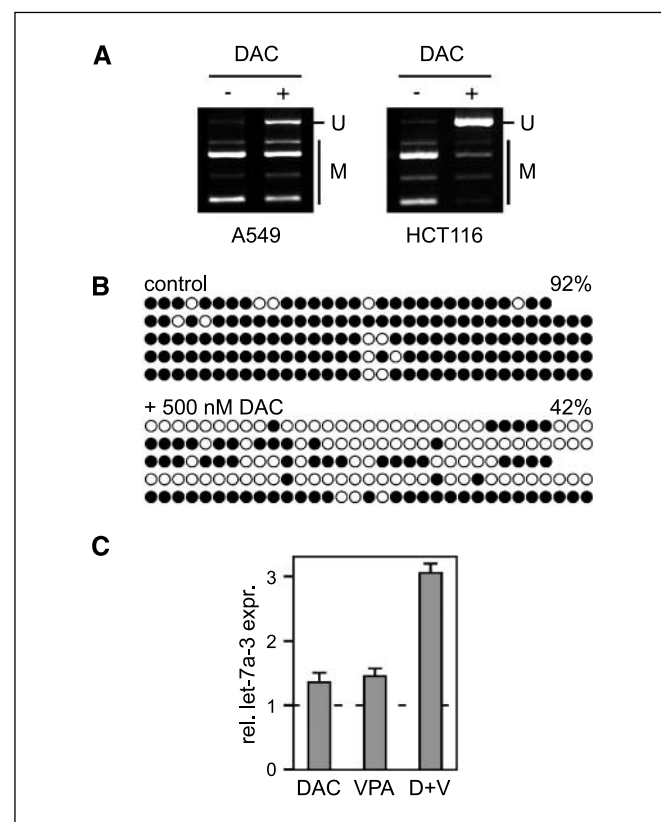 A
DAC DAC
- + - +
U U
M M
A549 HCT116
B
control 92%
+ 500 nM DAC 42%
C
rel. let-7a-3 expr.
3
2
1
0
DAC VPA D+V